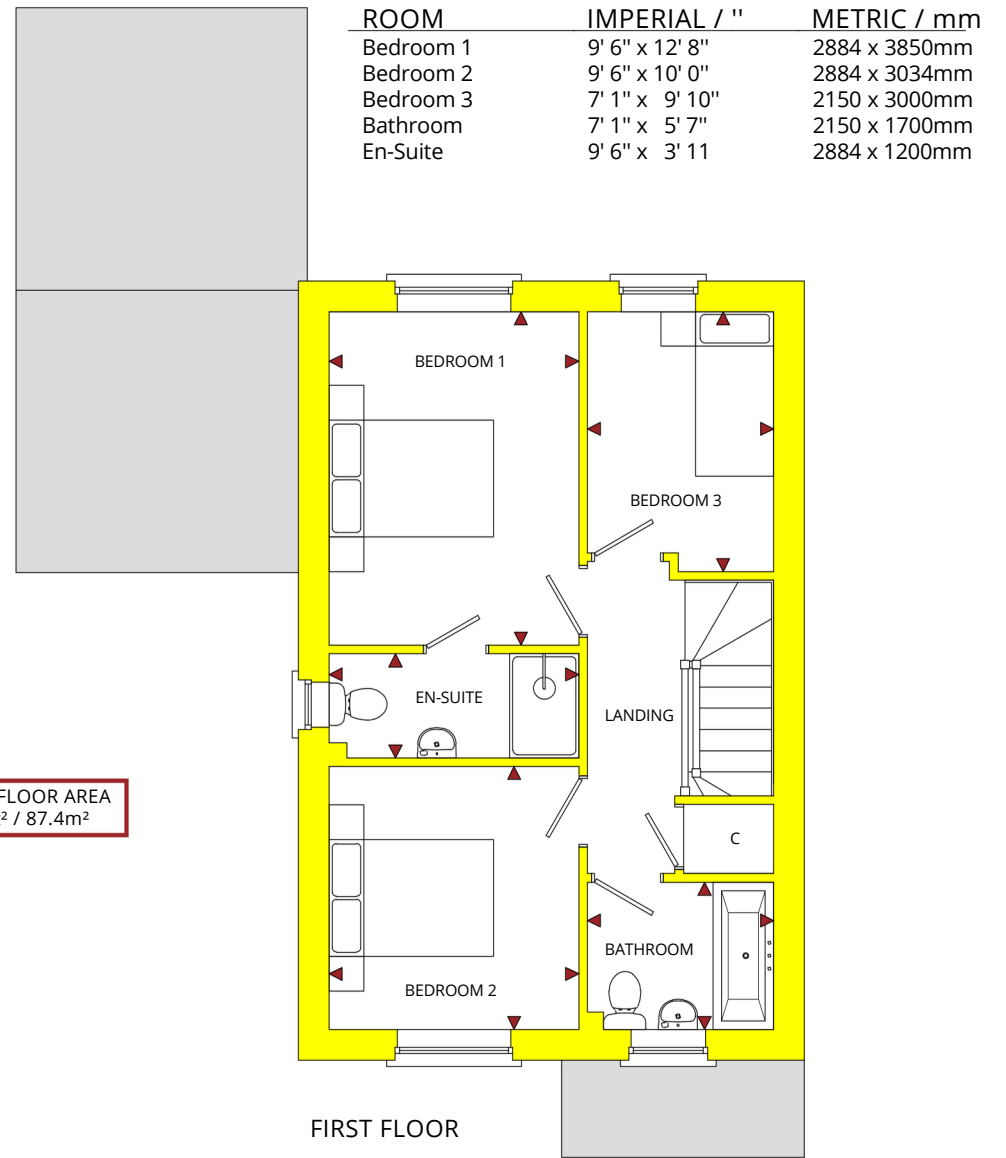 ROOM IMPERIAL / '' METRIC / mm
Bedroom 1 9' 6'' x 12' 8'' 2884 x 3850mm
Bedroom 2 9' 6'' x 10' 0'' 2884 x 3034mm
Bedroom 3 7' 1'' x 9' 10'' 2150 x 3000mm
Bathroom 7' 1'' x 5' 7'' 2150 x 1700mm
En-Suite 9' 6'' x 3' 11 2884 x 1200mm
BEDROOM 1
BEDROOM 3
EN-SUITE
LANDING
FLOOR AREA
² / 87.4m²
C
BATHROOM
BEDROOM 2
FIRST FLOOR